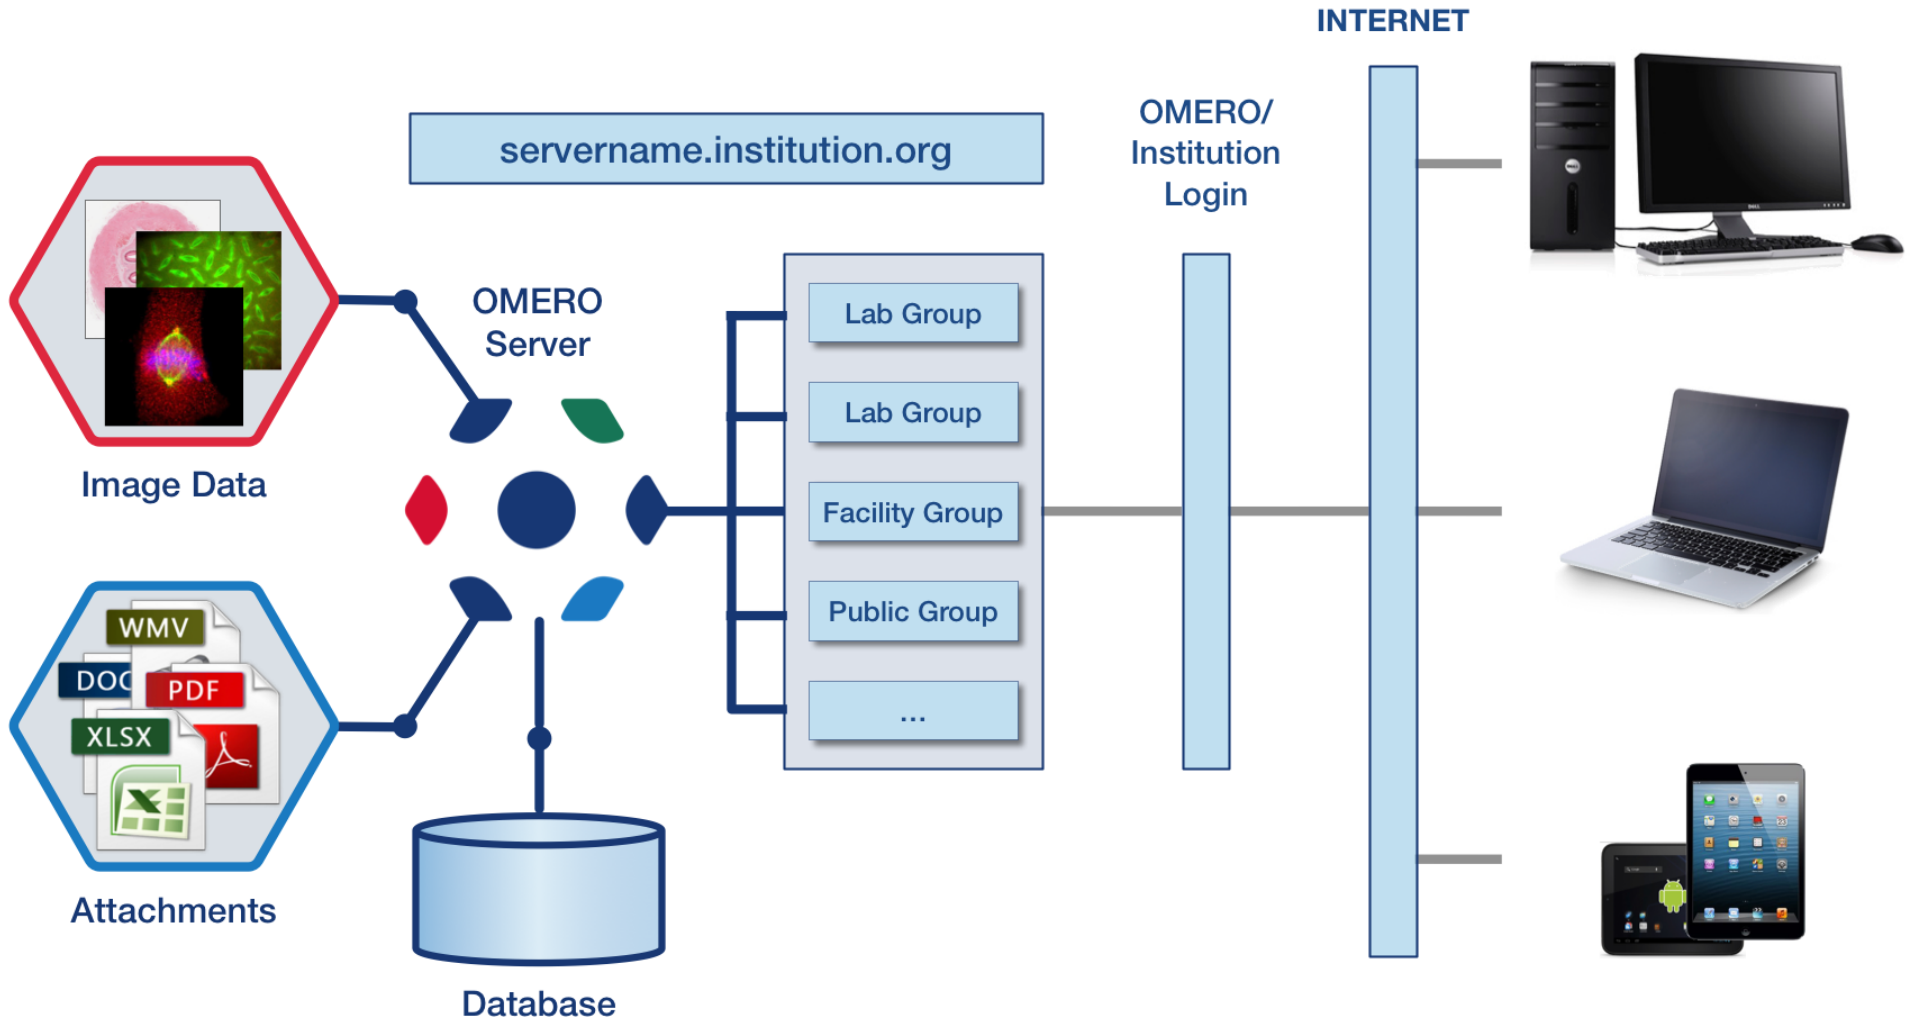 INTERNET
servername.institution.org
OMERO/
Institution
Login
OMERO
Server
Lab Group
Lab Group
Facility Group
Public Group
...
Image Data
WMV
DOC
PDF
XLSX
Attachments
Database
DELL